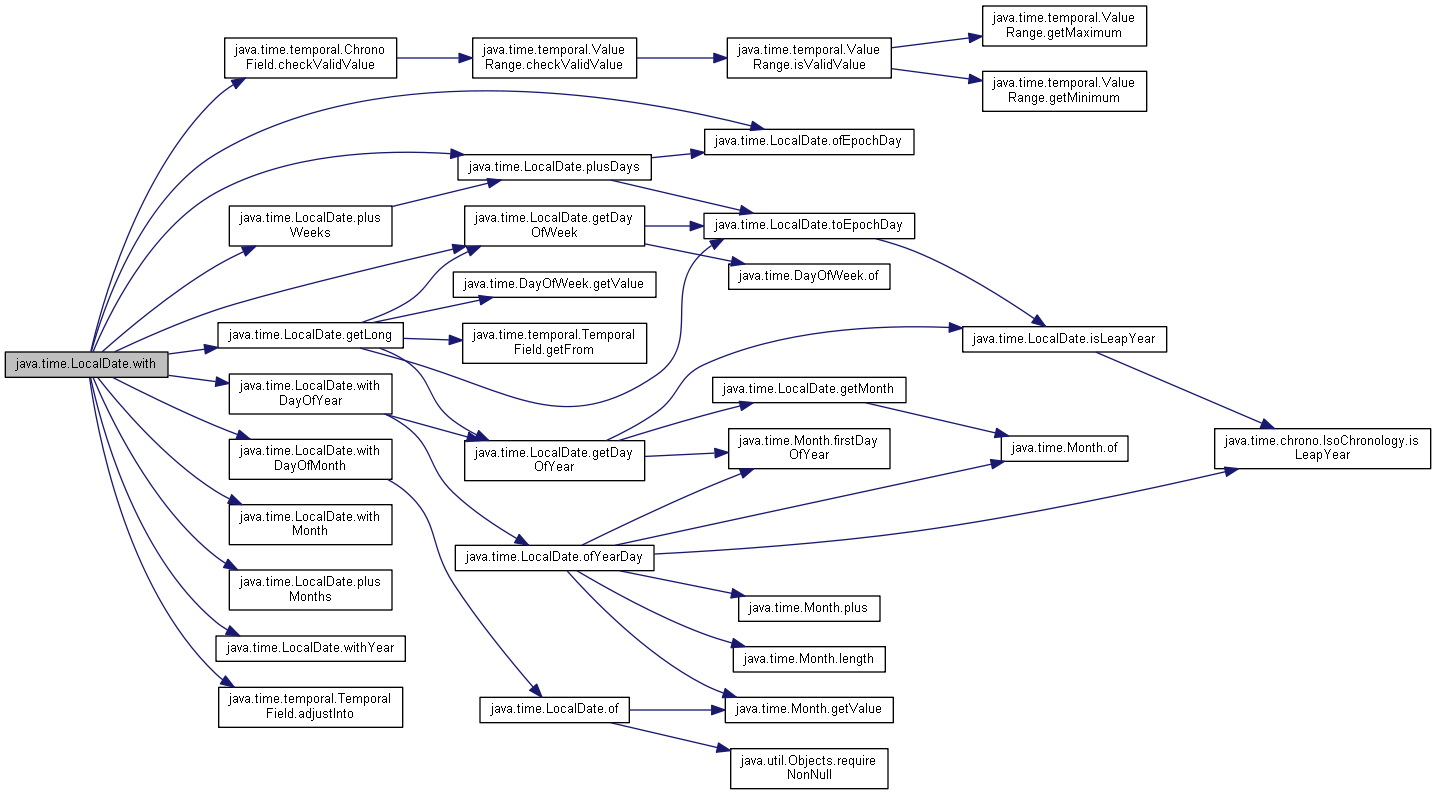 java.time.LocalDate.with
java.time.temporal.Chrono
Field.checkValidValue
java.time.LocalDate.plus
Weeks
java.time.LocalDate.getLong
java.time.LocalDate.with
DayOfYear
java.time.LocalDate.with
DayOfMonth
java.time.LocalDate.with
Month
java.time.LocalDate.plus
Months
java.time.LocalDate.withYear
java.time.temporal.Temporal
Field.adjustInto
java.time.temporal.Value
Range.checkValidValue
java.time.LocalDate.plusDays
java.time.LocalDate.getDay
OfWeek
java.time.DayOfWeek.getValue
java.time.temporal.Temporal
Field.getFrom
java.time.LocalDate.getDay
OfYear
java.time.LocalDate.ofYearDay
java.time.LocalDate.of
java.time.temporal.Value
Range.isValidValue
java.time.LocalDate.ofEpochDay
java.time.LocalDate.toEpochDay
java.time.DayOfWeek.of
java.time.LocalDate.getMonth
java.time.Month.firstDay
OfYear
java.time.Month.plus
java.time.Month.length
java.time.Month.getValue
java.util.Objects.require
NonNull
java.time.temporal.Value
Range.getMaximum
java.time.temporal.Value
Range.getMinimum
java.time.LocalDate.isLeapYear
java.time.Month.of
java.time.chrono.IsoChronology.is
LeapYear